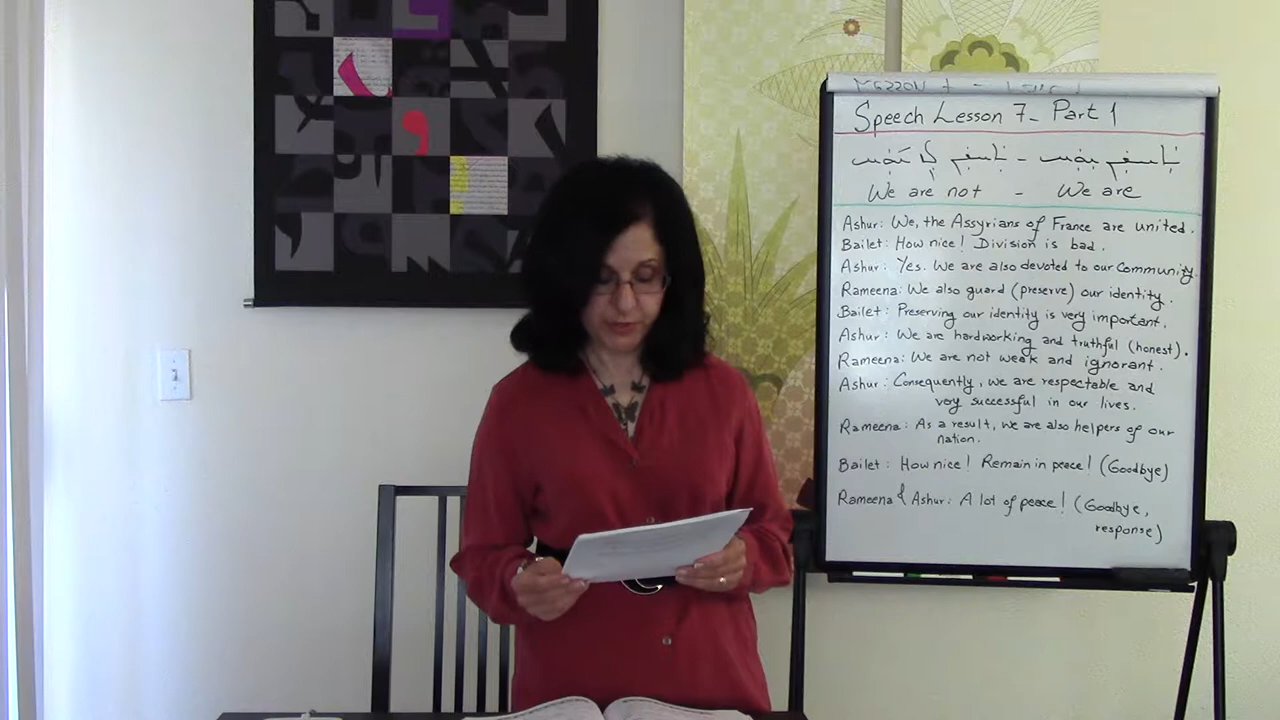 Speech Lesson 7- Part 1
We are not - We are
Ashur: We, the Assyrians of France are united.
Bailet: How nice! Division is bad.
Ashur: Yes. We are also devoted to our community.
Rameena: We also guard (preserve) our identity.
Bailet: Preserving our identity is very important.
Ashur: We are hardworking and truthful (honest).
Rameena: We are not weak and ignorant.
Ashur: Consequently, we are respectable and
very successful in our lives.
Rameena: As a result, we are also helpers of our
nation.
Bailet: How nice! Remain in peace! (Goodbye)
Rameena & Ashur: A lot of peace! (Goodbye,
response)